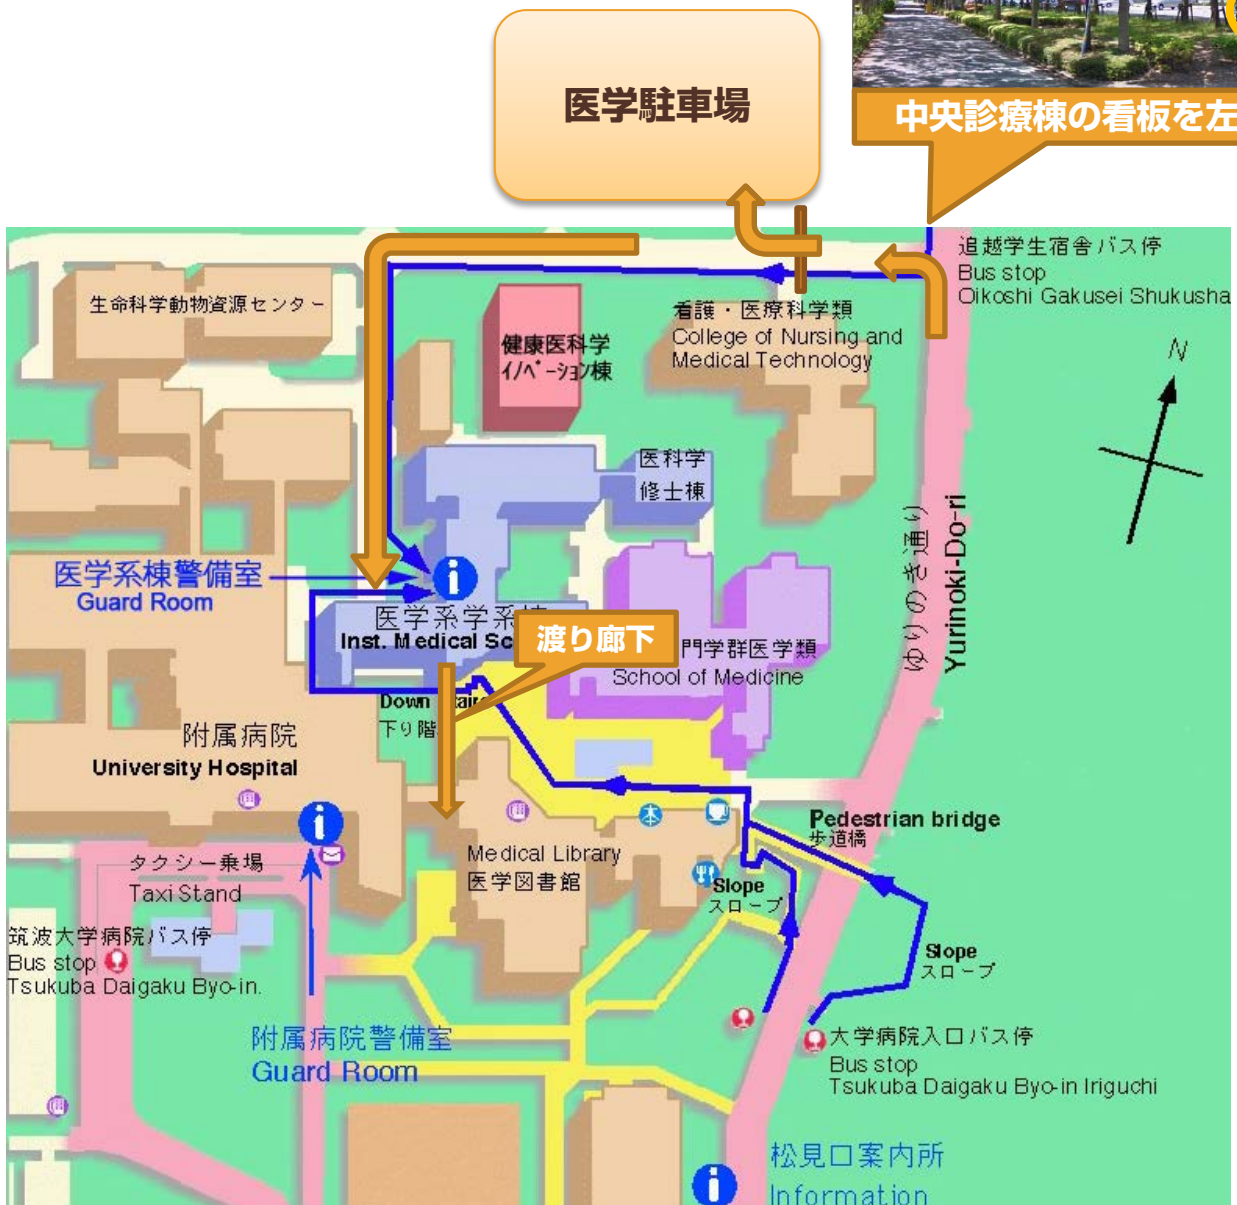 医学駐車場
中央診療棟の看板を左
追越学生宿舎バス停
Bus stop
Oikoshi Gakusei Shukusha
生命科学動物資源センター
看護・医療科学類
College of Nursing and
Medical Technology
健康医科学
イノベーション棟
N
医科学
修士棟
ゆりのき通り
Yurinoki-Do-ri
医学系棟警備室
Guard Room
i
医学系学系
Inst. Medical Sc
渡り廊下
門学群医学類
School of Medicine
Down
下り階
附属病院
University Hospital
i
Pedestrian bridge
歩道橋
Medical Library
医学図書館
タクシー乗場
Taxi Stand
Slope
スロープ
筑波大学病院バス停
Bus stop
Tsukuba Daigaku Byo-in.
Slope
スロープ
附属病院警備室
Guard Room
大学病院入口バス停
Bus stop
Tsukuba Daigaku Byo-in Iriguchi
松見口案内所
i
Information